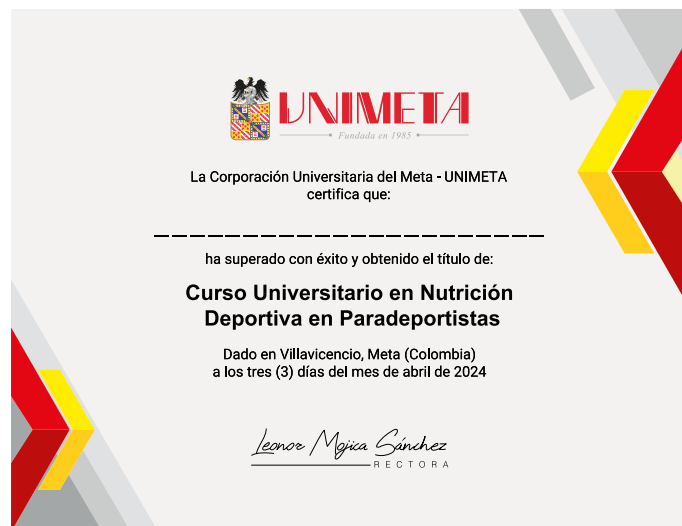 UNIMETA
Fundada en 1985
La Corporación Universitaria del Meta - UNIMETA
certifica que:
ha superado con éxito y obtenido el título de:
Curso Universitario en Nutrición
Deportiva en Paradeportistas
Dado en Villavicencio, Meta (Colombia)
a los tres (3) días del mes de abril de 2024
Leonor Mojica Sánchez
RECTORA